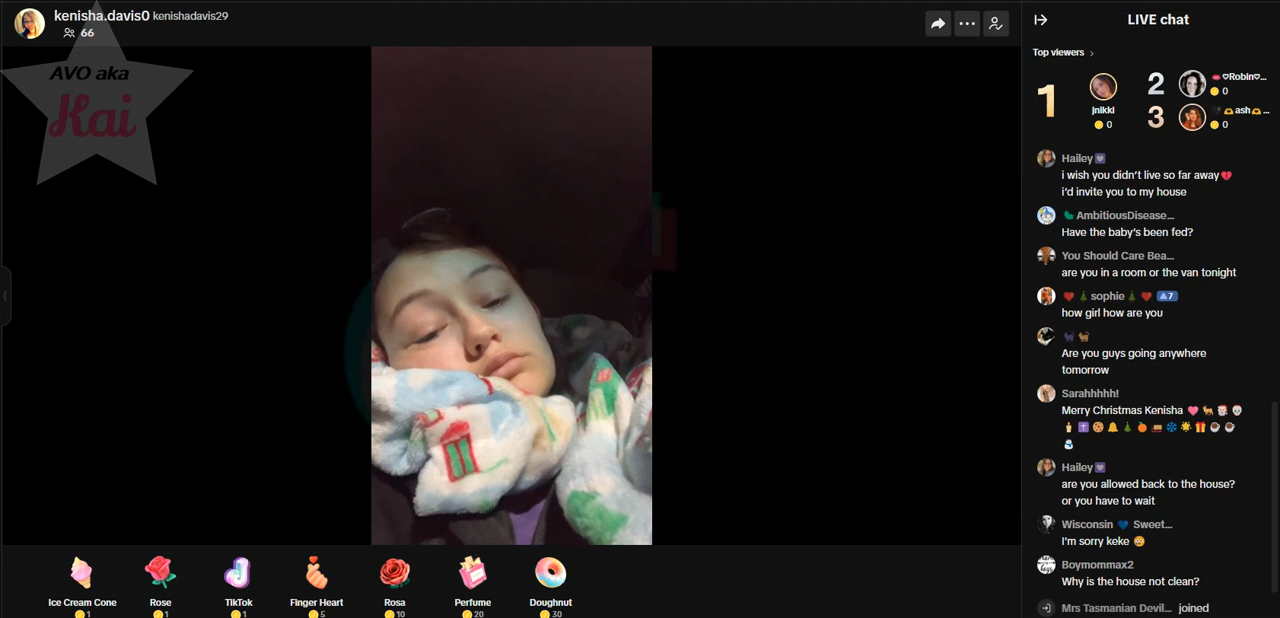 kenisha.davis0 kenishadavis29
66
AVO aka
Kai
LIVE chat
Top viewers
1
jnikki
0
2
♡Robin♡...
0
3
ash ...
0
Hailey
i wish you didn't live so far away💔
i'd invite you to my house
AmbitiousDisease...
Have the baby's been fed?
You Should Care Bea...
are you in a room or the van tonight
❤️🎄sophie🎄❤️ 7
how girl how are you
Are you guys going anywhere
tomorrow
Sarahhhhh!
Merry Christmas Kenisha
Hailey
are you allowed back to the house?
or you have to wait
Wisconsin 💙 Sweet...
I'm sorry keke 😳
Boymommax2
Why is the house not clean?
Mrs Tasmanian Devil... joined
Ice Cream Cone
1
Rose
1
TikTok
1
Finger Heart
5
Rosa
10
Perfume
20
Doughnut
30